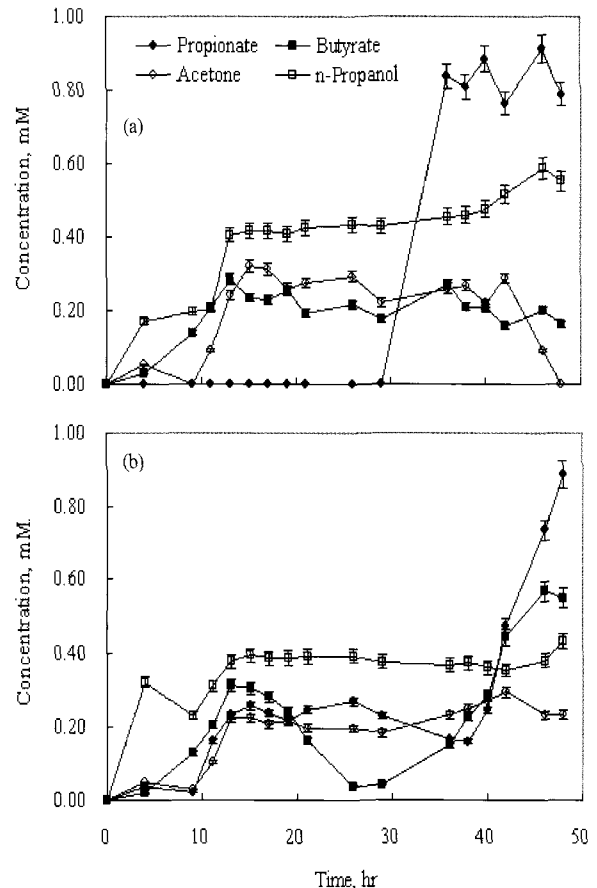 1.00
Propionate Butyrate
Acetone n-Propanol
0.80
(a)
0.60
0.40
0.20
0.00
Concentration, mM
1.00
(b)
0.80
0.60
0.40
0.20
0.00
Concentration, mM.
0 10 20 30 40 50
Time, hr